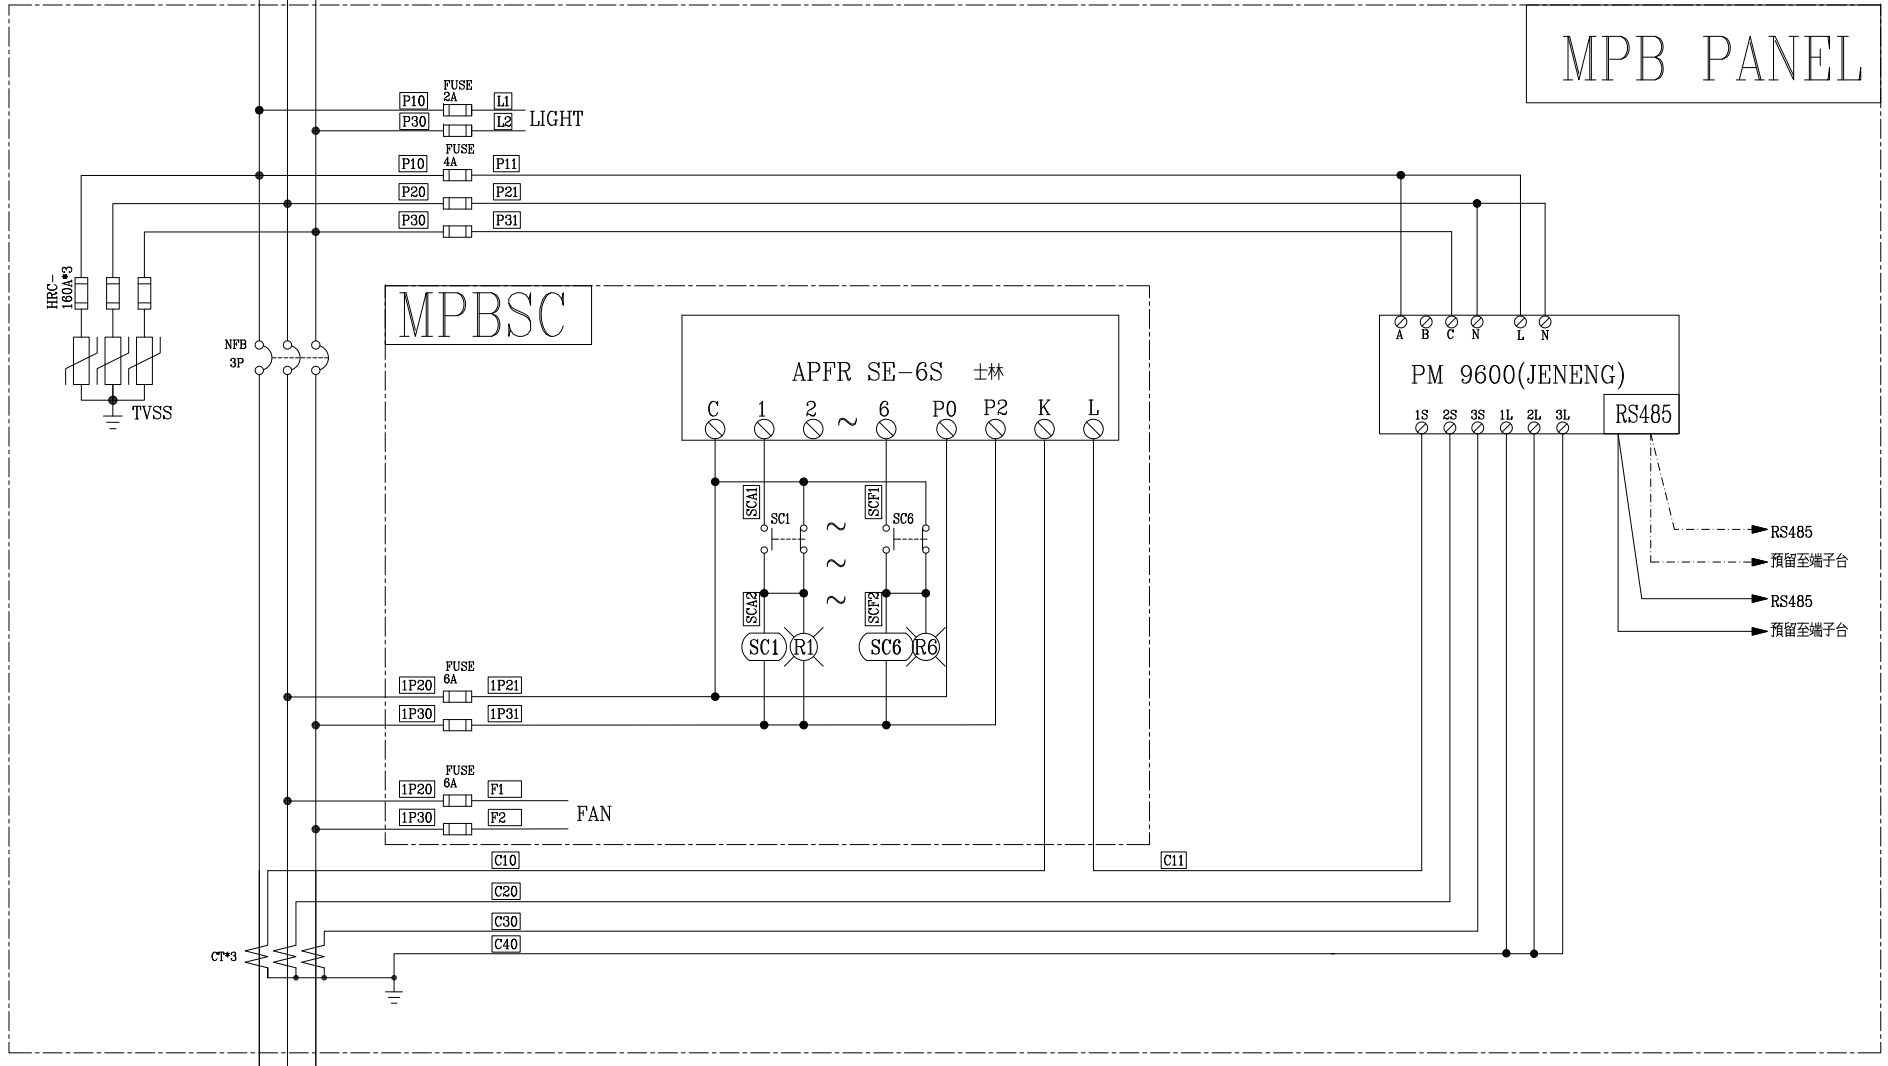 MPB PANEL
FUSE
2A
P10
L1
P30
L2
LIGHT
FUSE
4A
P10
P11
P20
P21
P30
P31
HRC-
160A*3
TVSS
NFB
3P
MPBSC
APFR SE-6S 士林
C 1 2 ~ 6 P0 P2 K L
A B C N L N
PM 9600(JENENG)
1S 2S 3S 1L 2L 3L
RS485
SCA1
SC1
~
SCF1
SC6
~
SCA2
~
SCF2
SC1
R1
SC6
R6
RS485
預留至端子台
RS485
預留至端子台
FUSE
6A
1P20
1P21
1P30
1P31
FUSE
6A
1P20
F1
1P30
F2
FAN
C10
C11
C20
C30
C40
CT*3